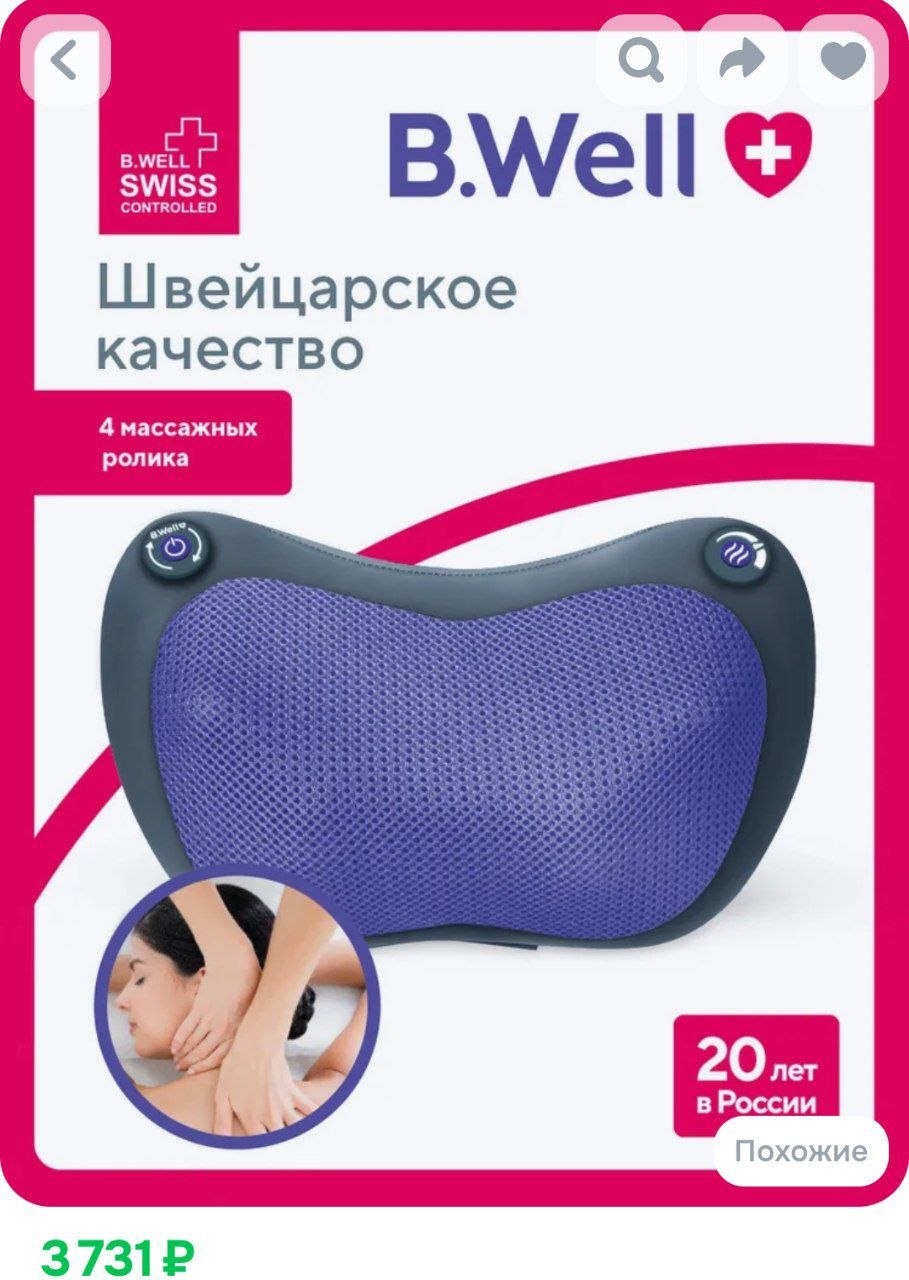 B.WELL
SWISS
CONTROLLED
B.Well
Швейцарское
качество
4 массажных
ролика
B.Well
20 лет
в России
Похожие
3 731 ₽